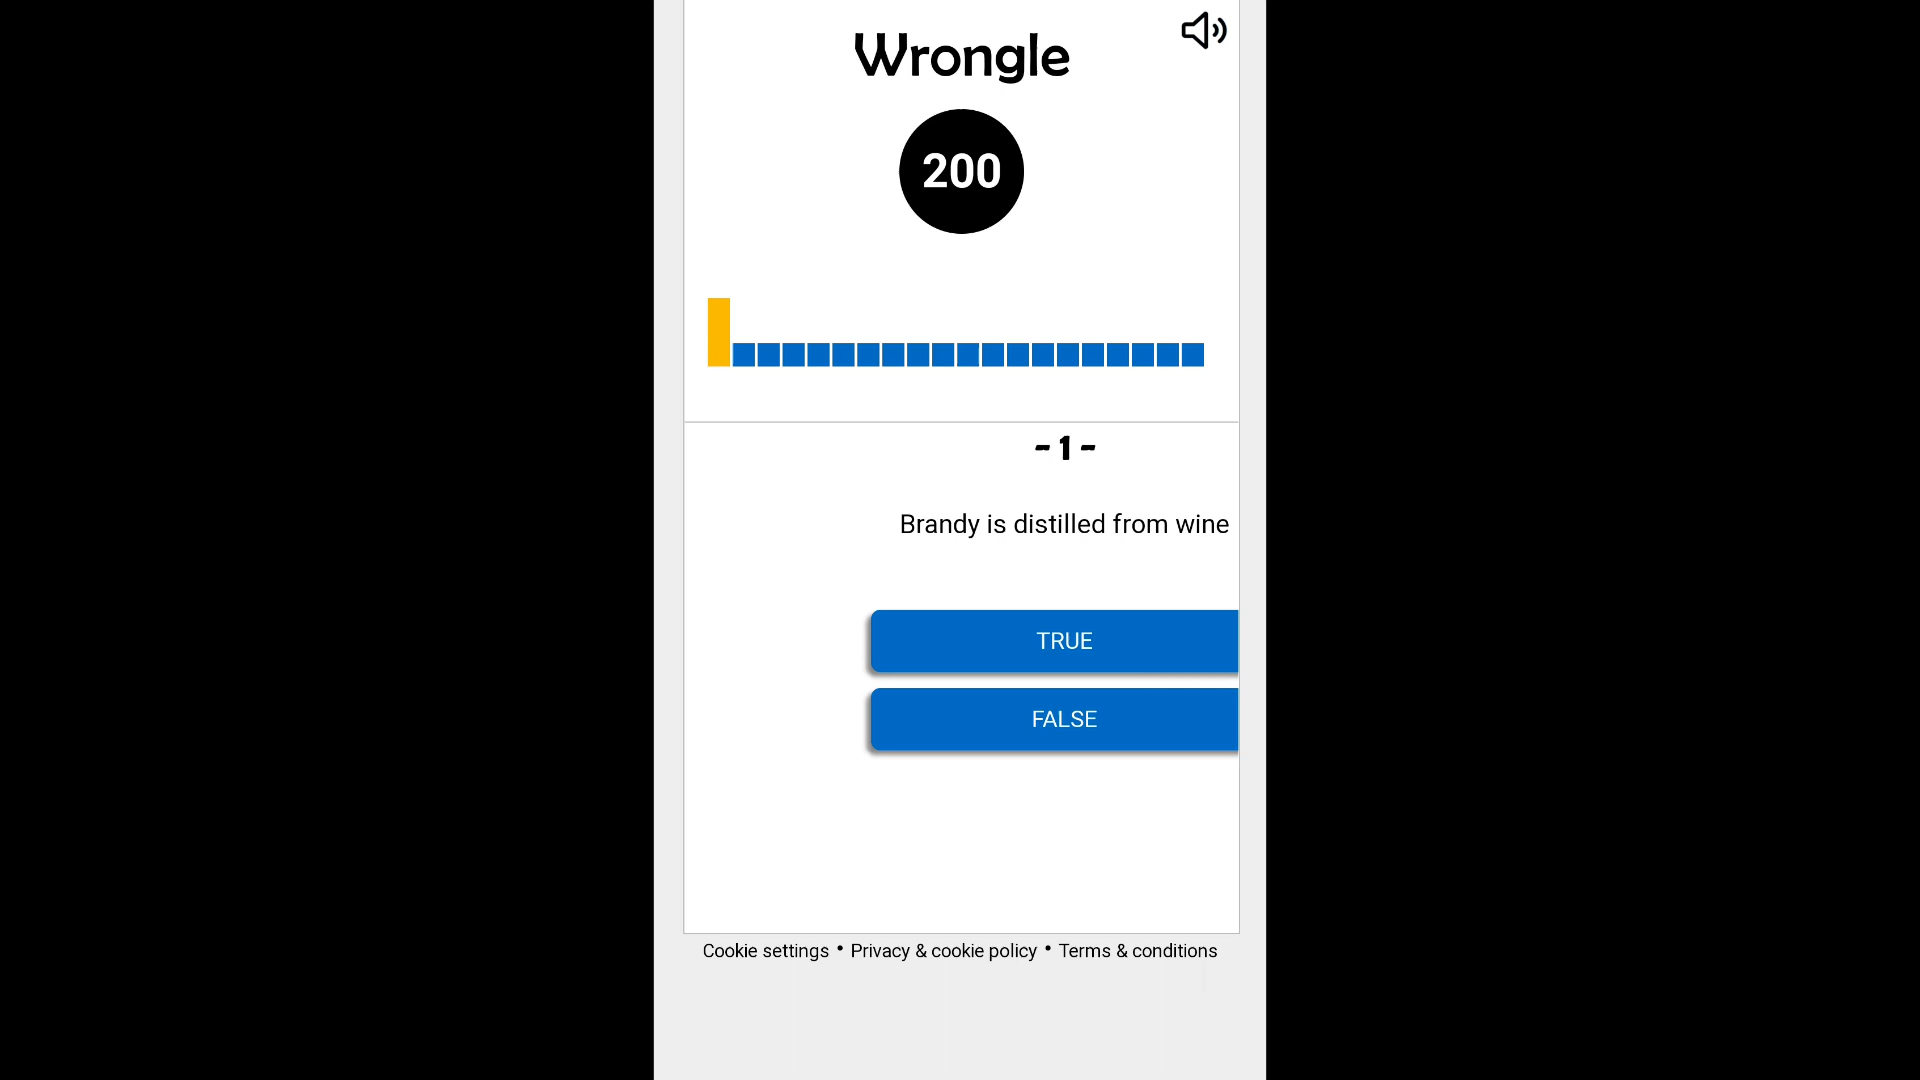 Wrongle
200
- 1 -
Brandy is distilled from wine
TRUE
FALSE
Cookie settings • Privacy & cookie policy • Terms & conditions